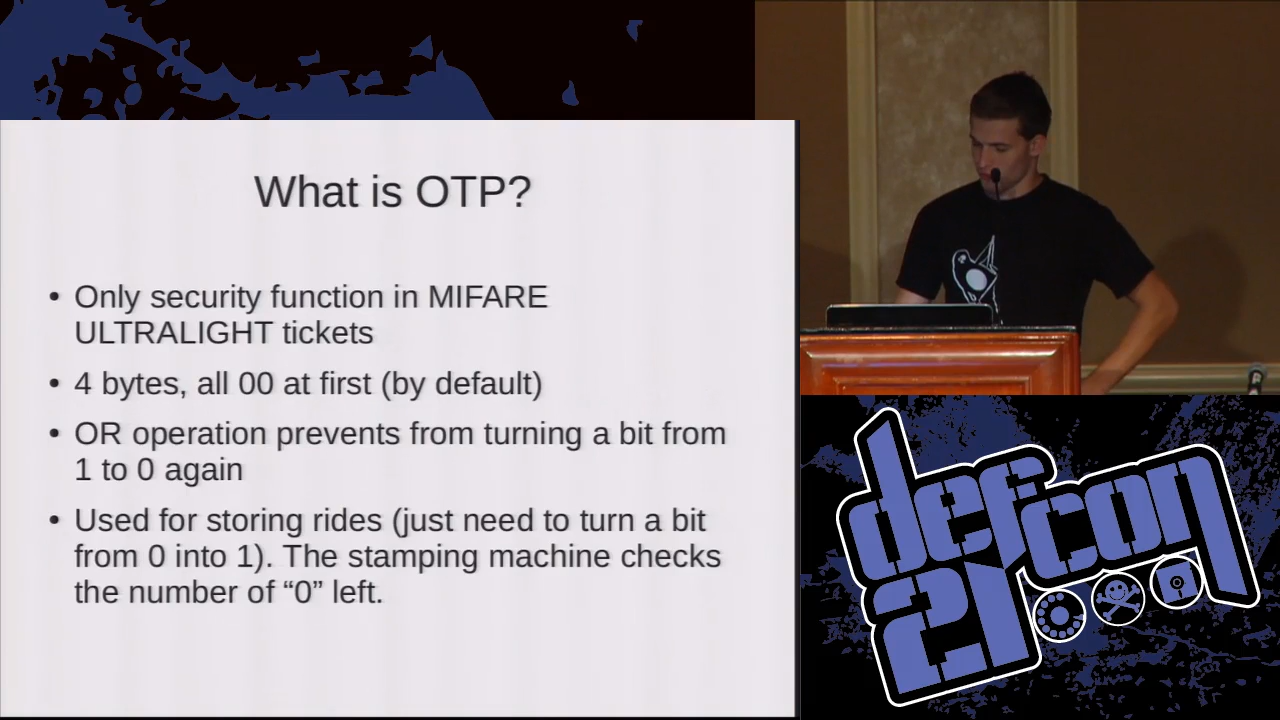 What is OTP?
• Only security function in MIFARE
ULTRALIGHT tickets
• 4 bytes, all 00 at first (by default)
• OR operation prevents from turning a bit from
1 to 0 again
• Used for storing rides (just need to turn a bit
from 0 into 1). The stamping machine checks
the number of “0” left.
defcon
21